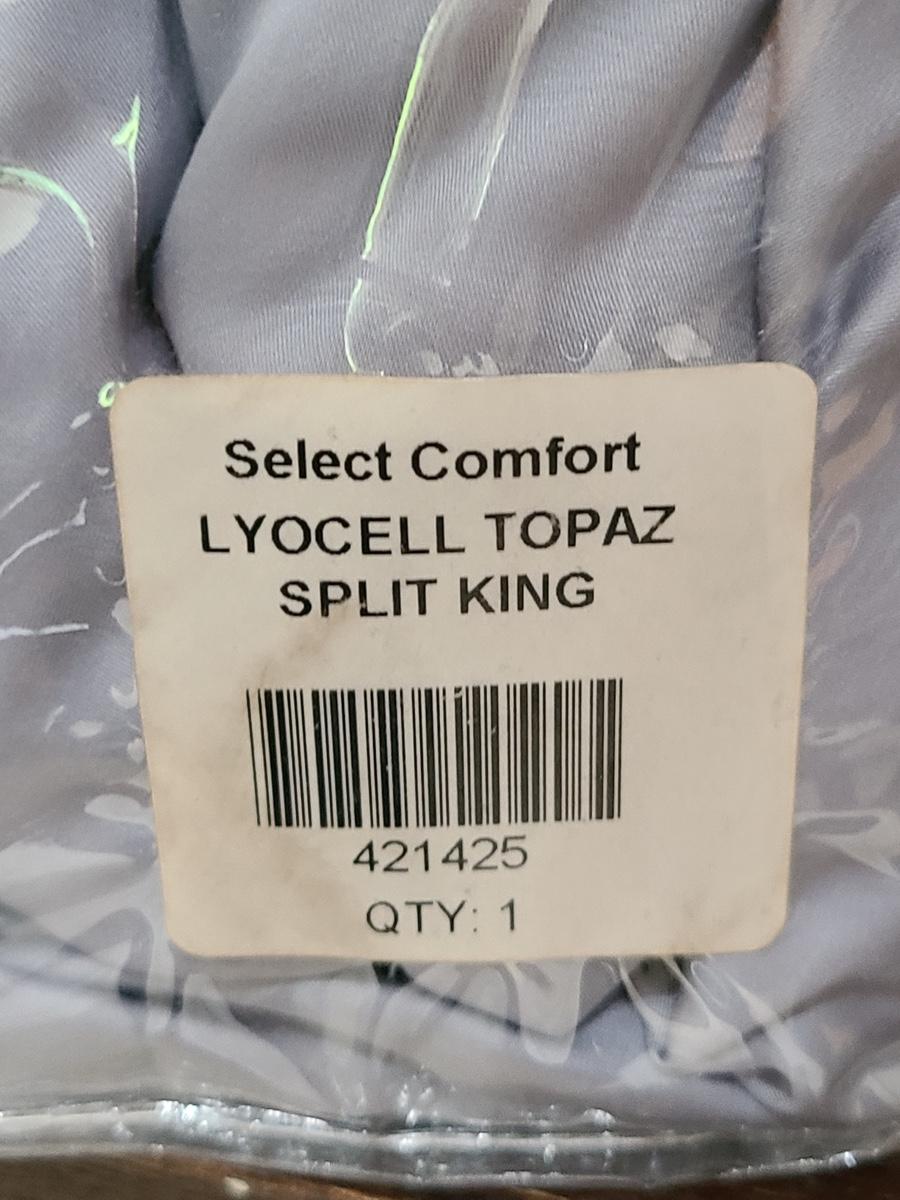 Select Comfort
LYOCELL TOPAZ
SPLIT KING
421425
QTY: 1